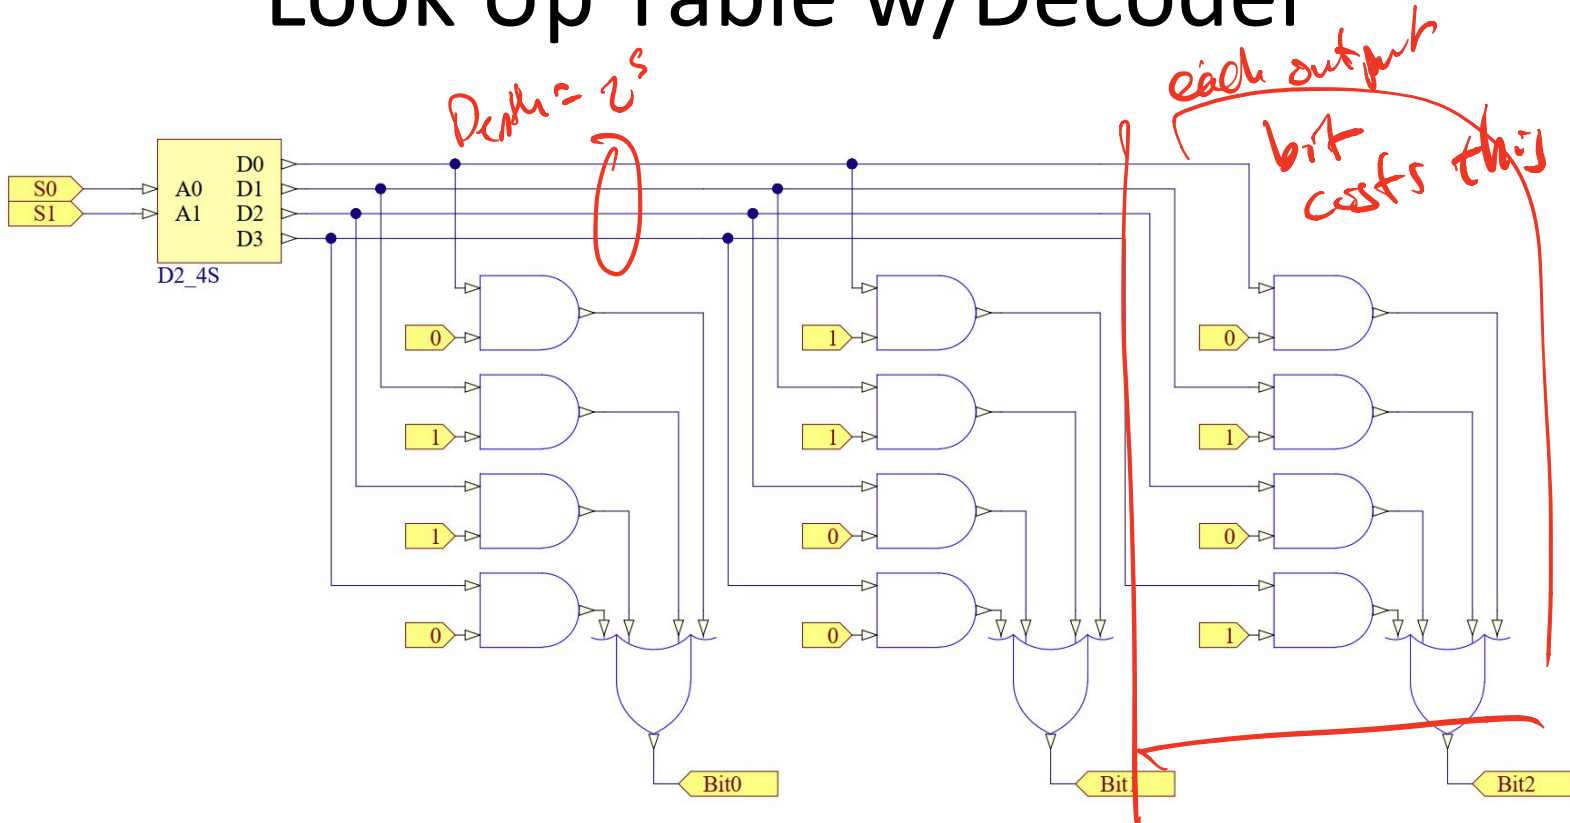 Look Up Table w/Decoder
Depth = 2^s
each output
bit
costs this
D0
S0 A0 D1
S1 A1 D2
D3
D2_4S
0 1 0
1 1 1
1 0 0
0 0 1
Bit0 Bit1 Bit2